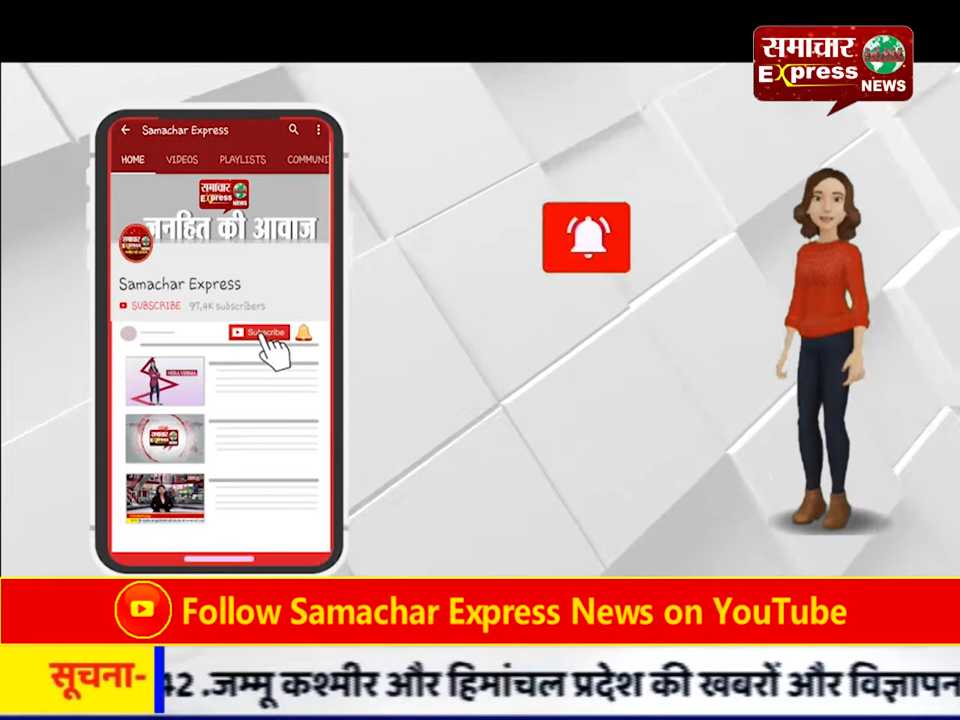 समाचार
Express
NEWS
Samachar Express
HOME VIDEOS PLAYLISTS COMMUNI
समाचार
Express
NEWS
जनहित की आवाज
Samachar Express
SUBSCRIBE 97.4K subscribers
Subscribe
Follow Samachar Express News on YouTube
सूचना- 42 .जम्मू कश्मीर और हिमांचल प्रदेश की खबरों और विज्ञापन